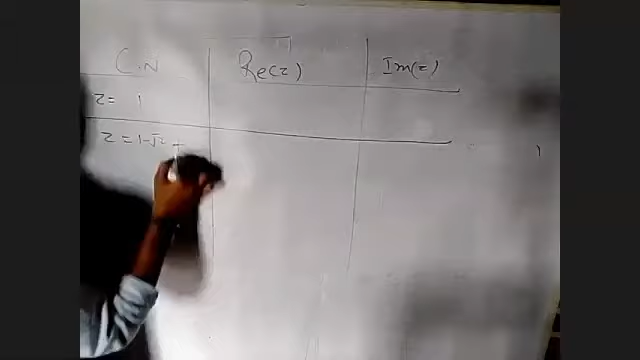 C.N Re(z) Im(z)
z = 1
z = 1-√2 +